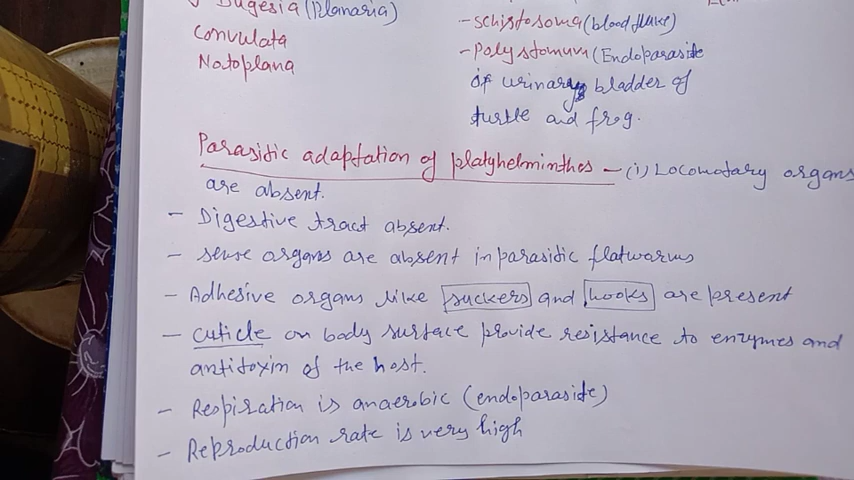 Dugesia (Planaria)
Convulata
Notoplana
- Schistosoma (blood fluke)
- Polystomum (Endoparasite
of urinary bladder of
turtle and frog.
Parasitic adaptation of platyhelminthes - (i) Locomotary organs
are absent.
- Digestive tract absent.
- sense organs are absent in parasitic flatwarms
- Adhesive organs like suckers and hooks are present
- cuticle on body surface provide resistance to enzymes and
antitoxin of the host.
- Respiration is anaerobic (endoparasite)
- Reproduction rate is very high